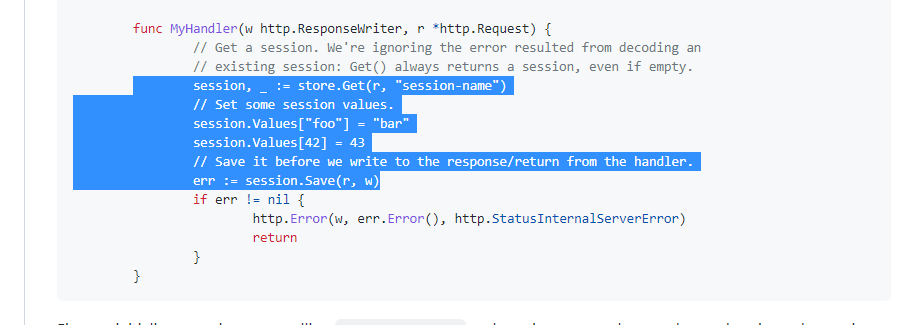 func MyHandler(w http.ResponseWriter, r *http.Request) {
// Get a session. We're ignoring the error resulted from decoding an
// existing session: Get() always returns a session, even if empty.
session, _ := store.Get(r, "session-name")
// Set some session values.
session.Values["foo"] = "bar"
session.Values[42] = 43
// Save it before we write to the response/return from the handler.
err := session.Save(r, w)
if err != nil {
http.Error(w, err.Error(), http.StatusInternalServerError)
return
}
}